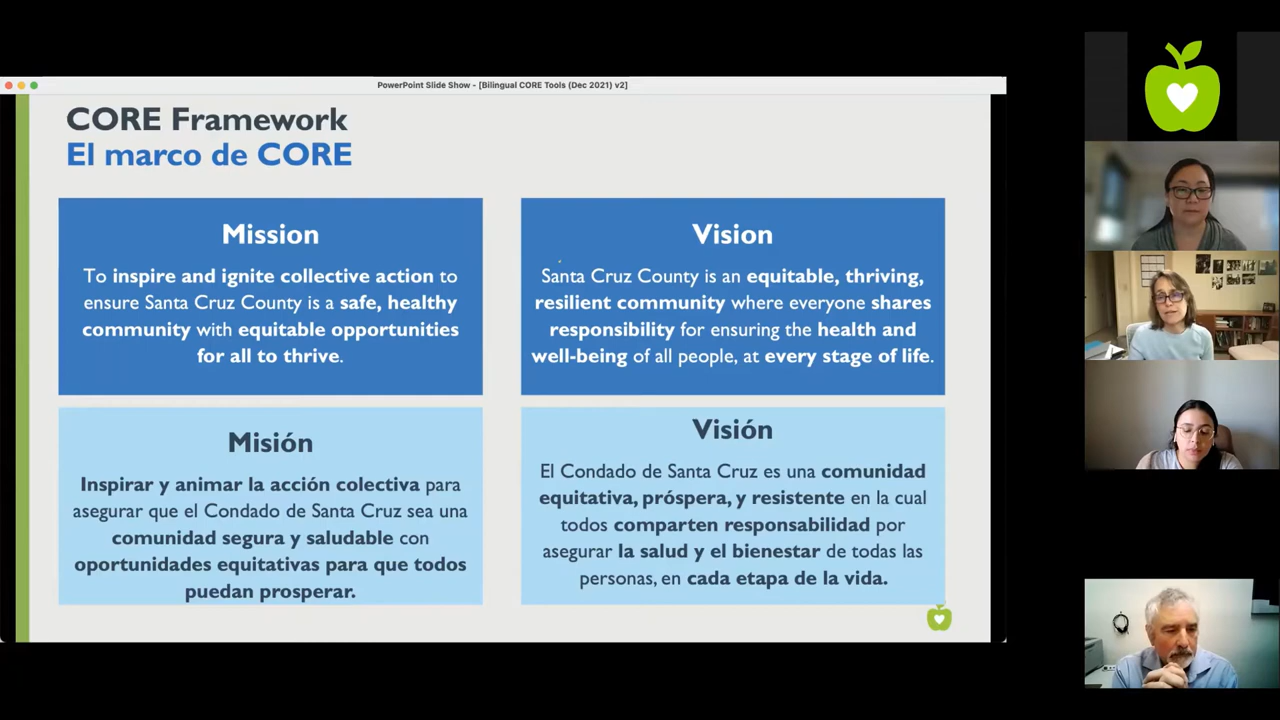 PowerPoint Slide Show - [Bilingual CORE Tools (Dec 2021) v2]
CORE Framework
El marco de CORE
Mission
To inspire and ignite collective action to
ensure Santa Cruz County is a safe, healthy
community with equitable opportunities
for all to thrive.
Vision
Santa Cruz County is an equitable, thriving,
resilient community where everyone shares
responsibility for ensuring the health and
well-being of all people, at every stage of life.
Misión
Inspirar y animar la acción colectiva para
asegurar que el Condado de Santa Cruz sea una
comunidad segura y saludable con
oportunidades equitativas para que todos
puedan prosperar.
Visión
El Condado de Santa Cruz es una comunidad
equitativa, próspera, y resistente en la cual
todos comparten responsabilidad por
asegurar la salud y el bienestar de todas las
personas, en cada etapa de la vida.